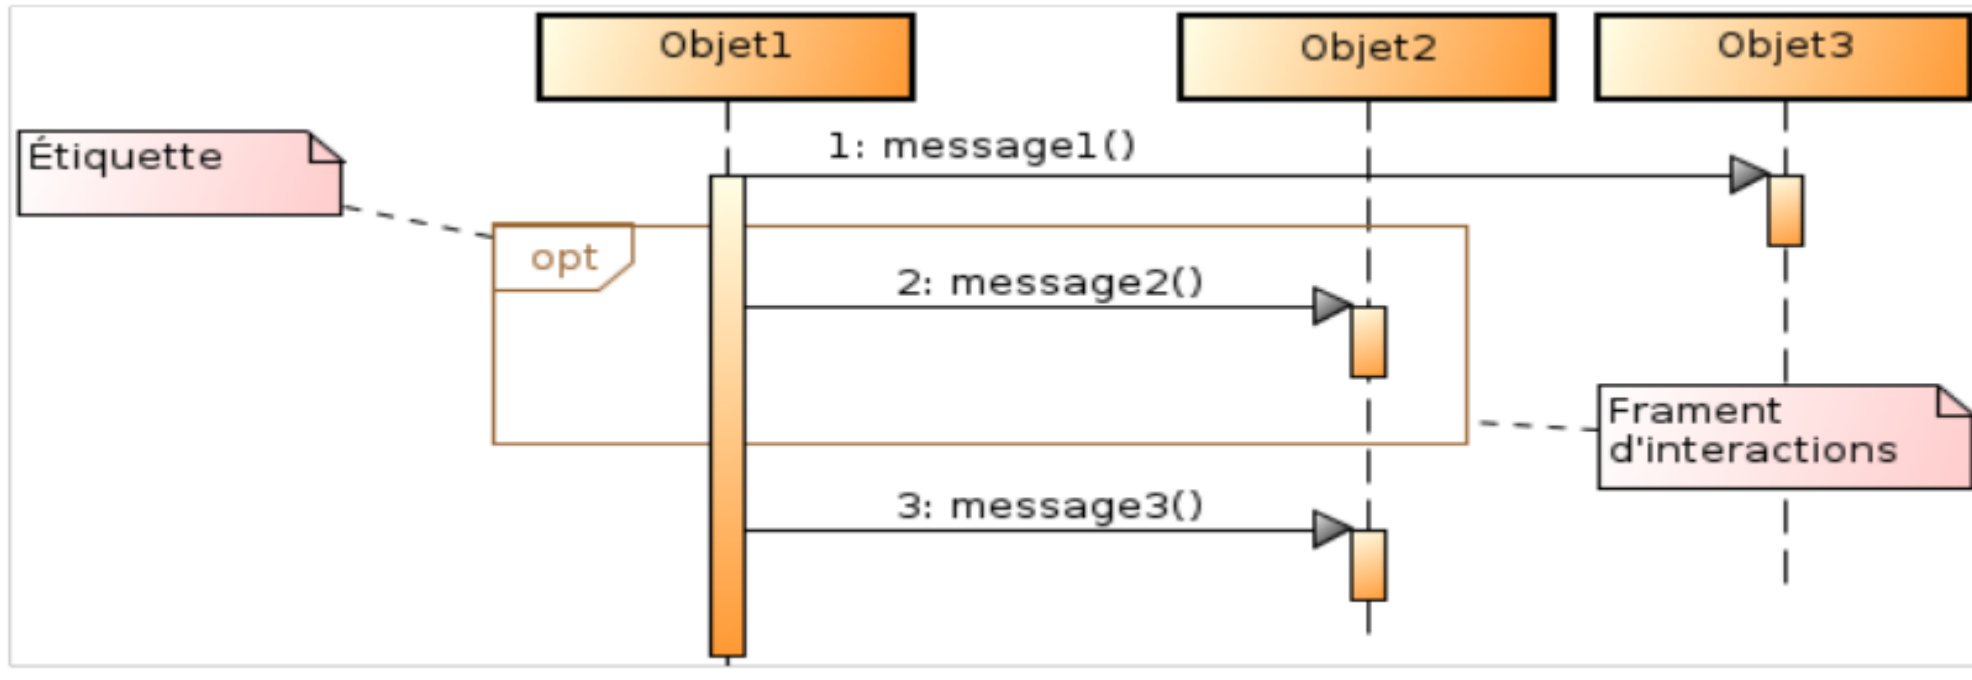 Objet1
Objet2
Objet3
Étiquette
1: message1()
opt
2: message2()
Frament
d'interactions
3: message3()